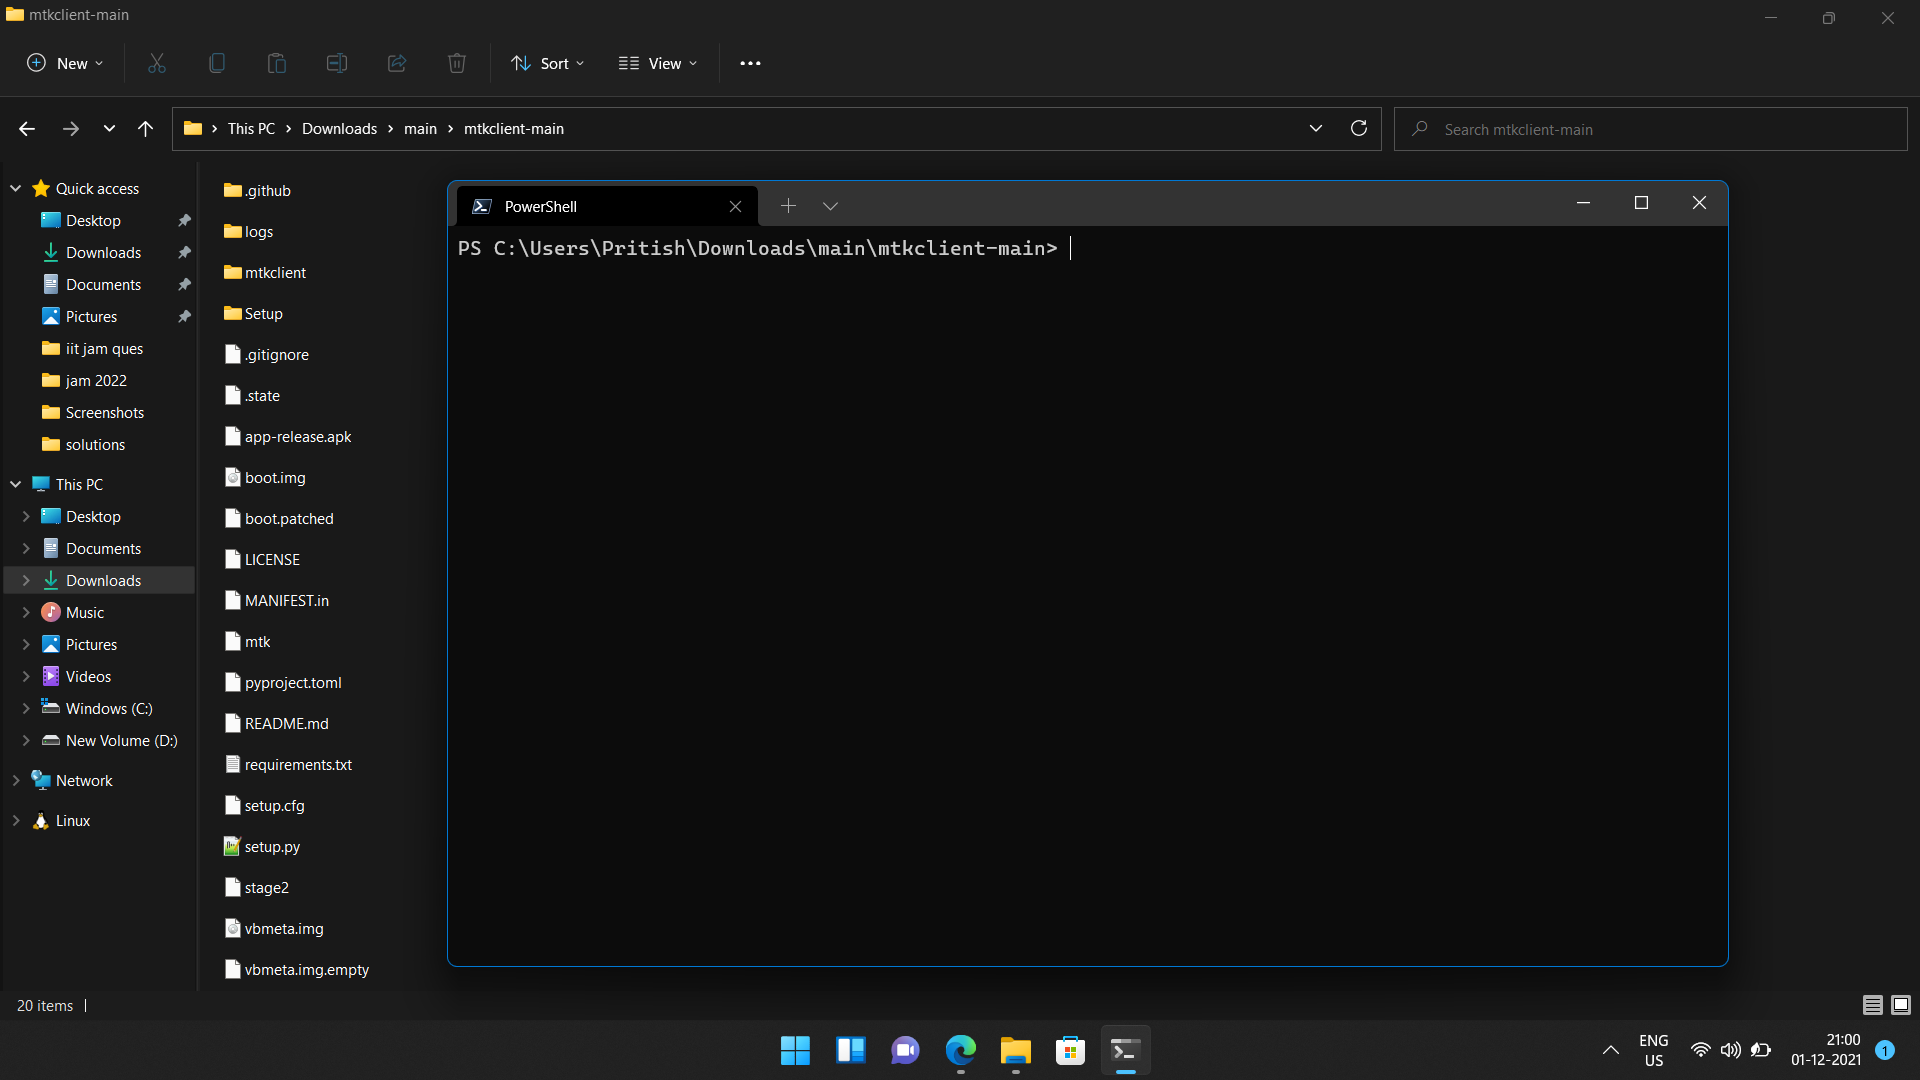 mtkclient-main
New
Sort
View
This PC
Downloads
main
mtkclient-main
Search mtkclient-main
Quick access
Desktop
Downloads
Documents
Pictures
iit jam ques
jam 2022
Screenshots
solutions
This PC
Desktop
Documents
Downloads
Music
Pictures
Videos
Windows (C:)
New Volume (D:)
Network
Linux
.github
logs
mtkclient
Setup
.gitignore
.state
app-release.apk
boot.img
boot.patched
LICENSE
MANIFEST.in
mtk
pyproject.toml
README.md
requirements.txt
setup.cfg
setup.py
stage2
vbmeta.img
vbmeta.img.empty
PowerShell
PS C:\Users\Pritish\Downloads\main\mtkclient-main>
20 items
ENG
US
21:00
01-12-2021
1